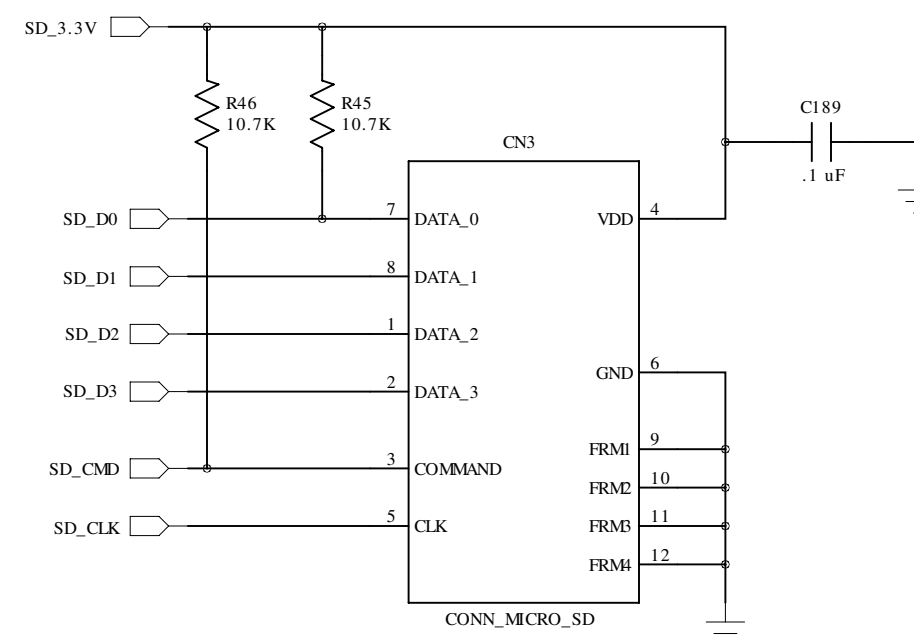 SD_3.3V
R46
10.7K
R45
10.7K
C189
.1 uF
CN3
SD_D0
7
DATA_0
VDD
4
SD_D1
8
DATA_1
SD_D2
1
DATA_2
SD_D3
2
DATA_3
GND
6
SD_CMD
3
COMMAND
FRM1
9
FRM2
10
SD_CLK
5
CLK
FRM3
11
FRM4
12
CONN_MICRO_SD